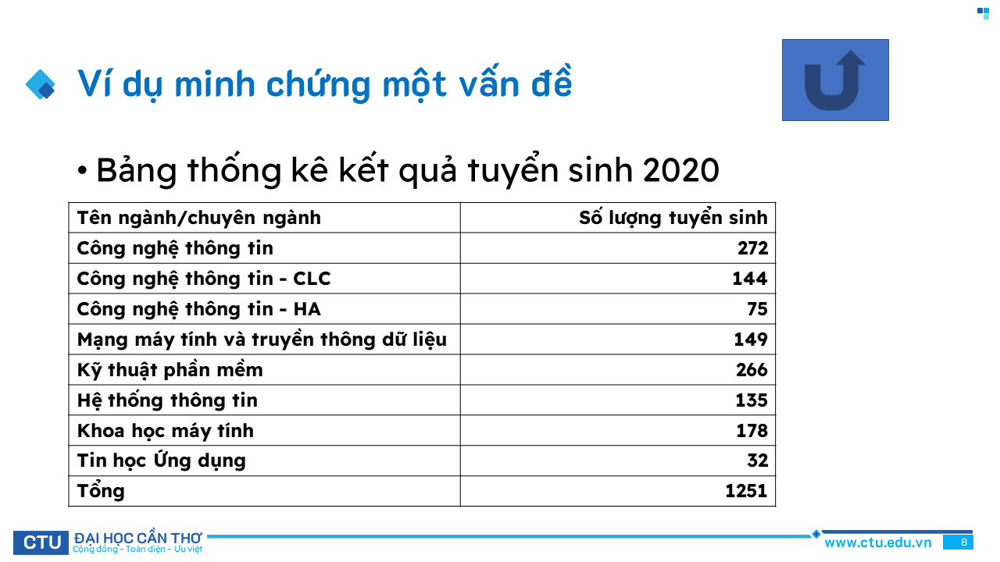 Ví dụ minh chứng một vấn đề
• Bảng thống kê kết quả tuyển sinh 2020
Tên ngành/chuyên ngành Số lượng tuyển sinh
Công nghệ thông tin 272
Công nghệ thông tin - CLC 144
Công nghệ thông tin - HA 75
Mạng máy tính và truyền thông dữ liệu 149
Kỹ thuật phần mềm 266
Hệ thống thông tin 135
Khoa học máy tính 178
Tin học Ứng dụng 32
Tổng 1251
CTU ĐẠI HỌC CẦN THƠ
Cộng đồng – Toàn diện – Ưu việt
www.ctu.edu.vn 8